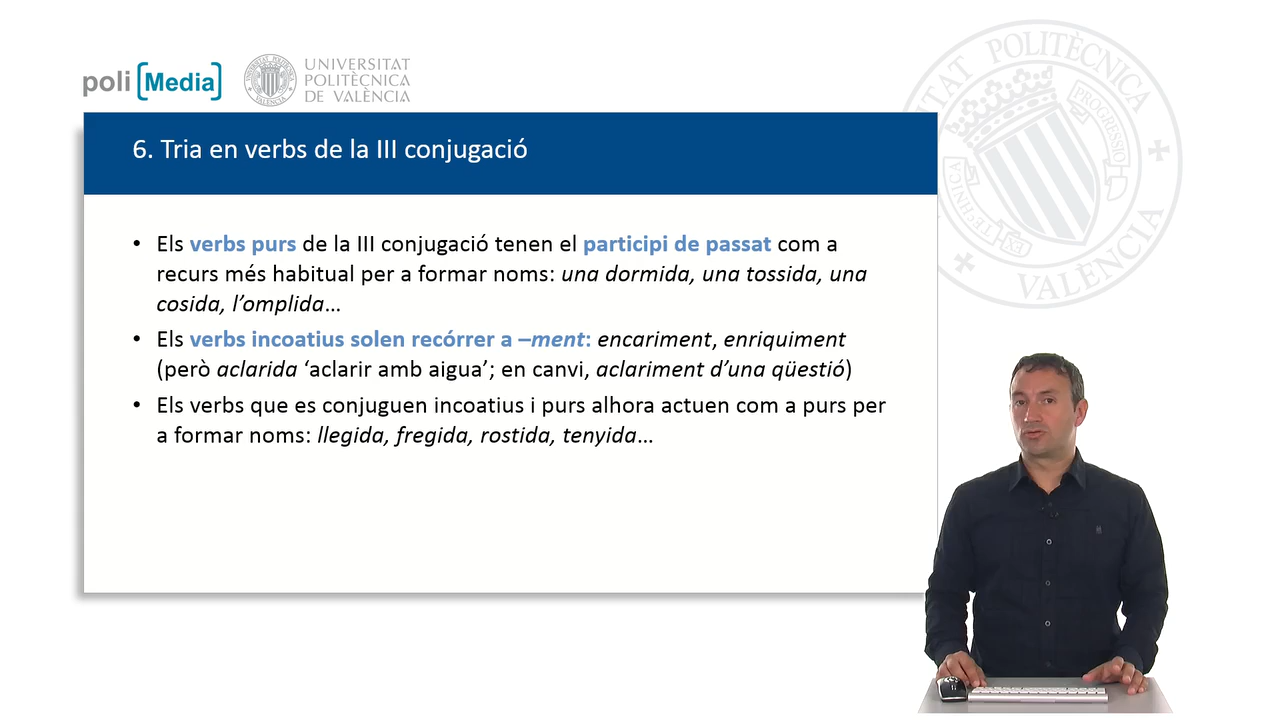 poli [Media]
UNIVERSITAT
POLITÈCNICA
DE VALÈNCIA
6. Tria en verbs de la III conjugació
• Els verbs purs de la III conjugació tenen el participi de passat com a
recurs més habitual per a formar noms: una dormida, una tossida, una
cosida, l’omplida…
• Els verbs incoatius solen recórrer a –ment: encariment, enriquiment
(però aclarida ‘aclarir amb aigua’; en canvi, aclariment d’una qüestió)
• Els verbs que es conjuguen incoatius i purs alhora actuen com a purs per
a formar noms: llegida, fregida, rostida, tenyida…
POLITÈCNICA
VALÈNCIA
PROGRESSIO